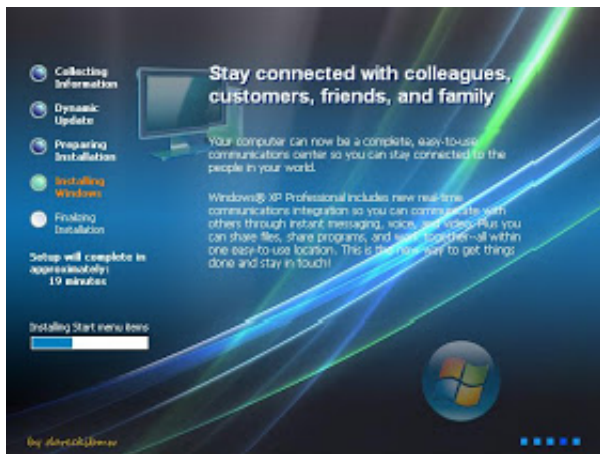 Collecting
Information
Dynamic
Update
Preparing
Installation
Installing
Windows
Finalizing
Installation
Setup will complete in
approximately:
19 minutes
Installing Start menu items
Stay connected with colleagues,
customers, friends, and family
Your computer can now be a complete, easy-to-use
communications center so you can stay connected to the
people in your world.
Windows® XP Professional includes new real-time
communications integration so you can communicate with
others through instant messaging, voice, and video. Plus you
can share files, share programs, and work together--all within
one easy-to-use location. This is the new way to get things
done and stay in touch!
by